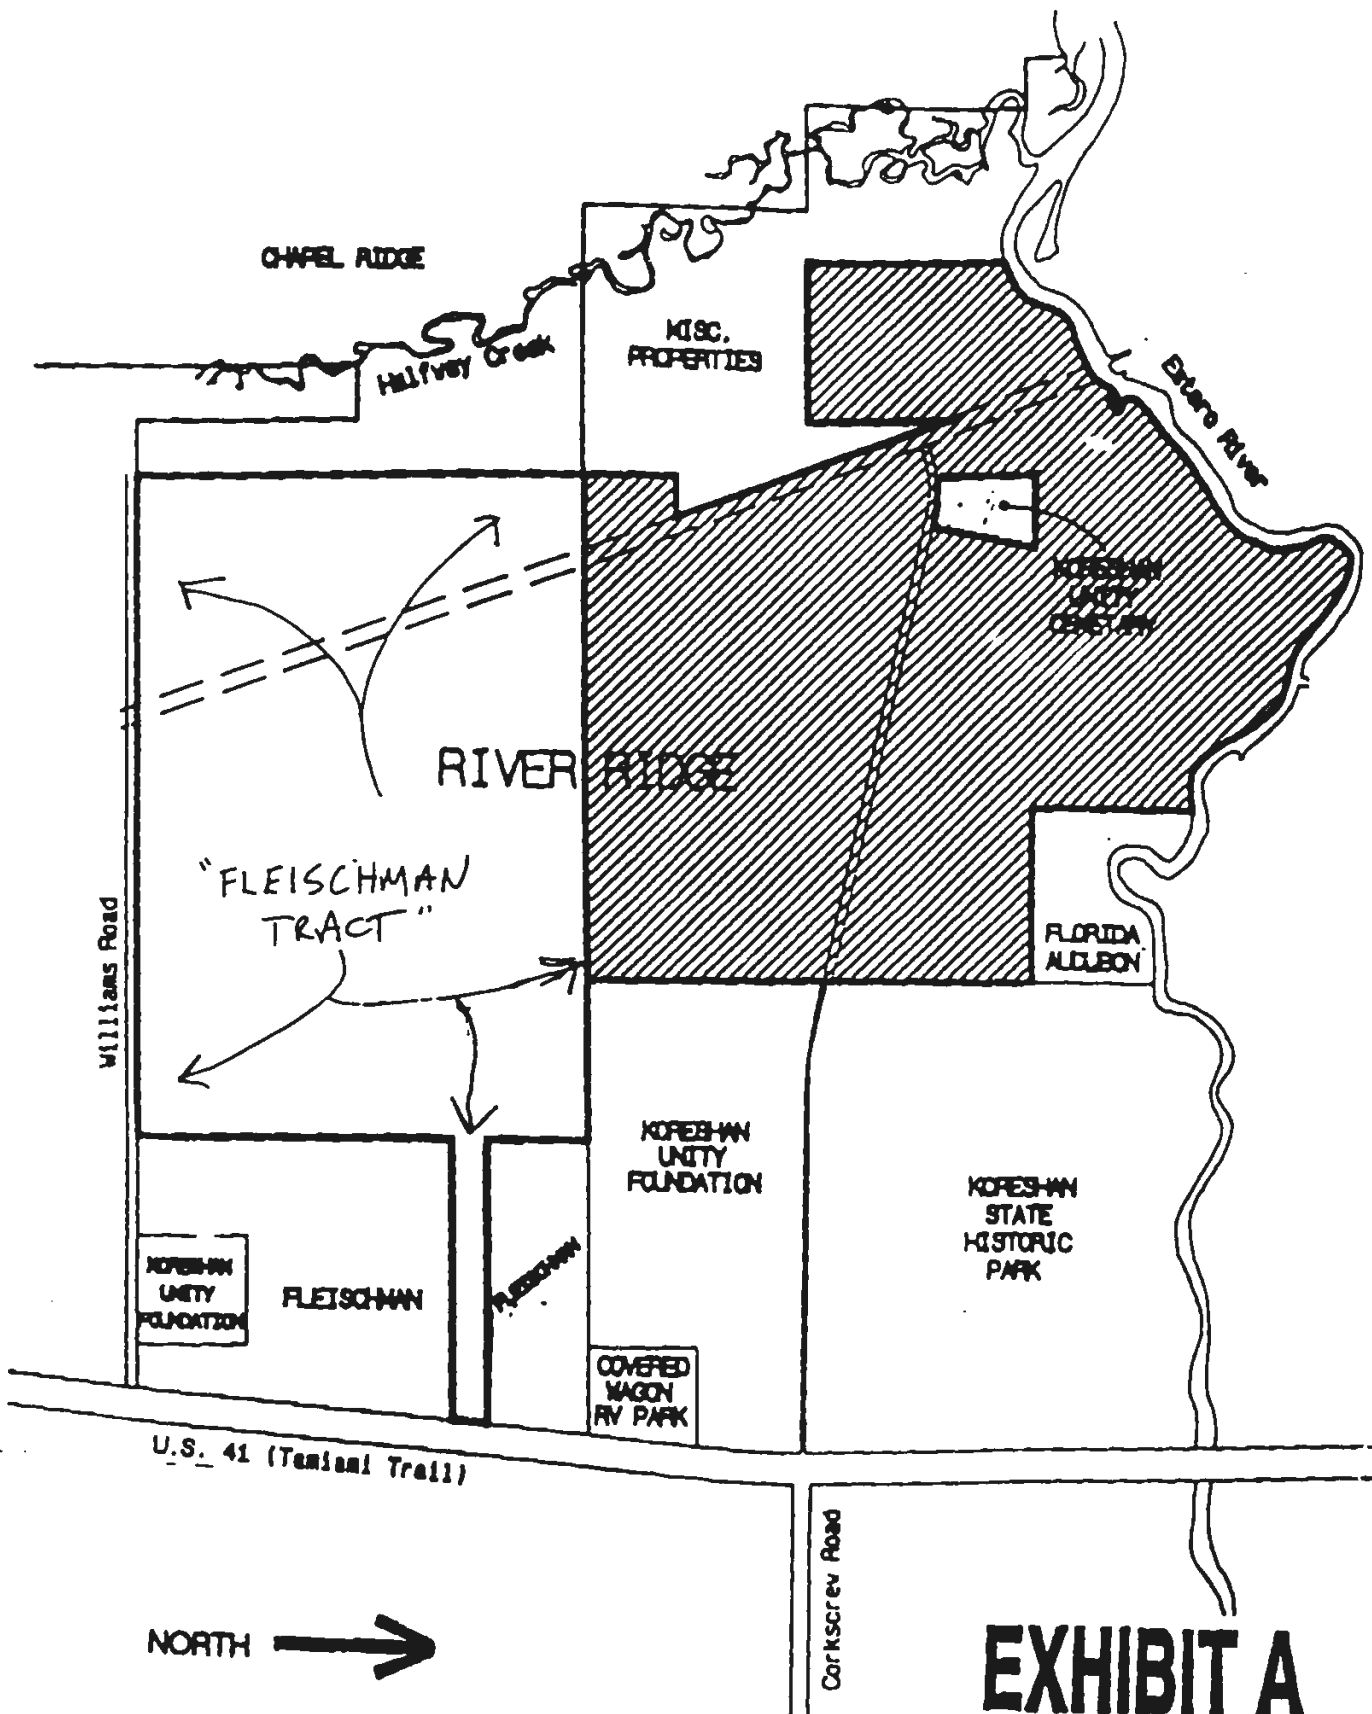 CHAPEL RIDGE
MISC.
PROPERTIES
Halfway Creek
Estero River
KORESHAN
UNITY
CEMETARY
RIVER RIDGE
"FLEISCHMAN
TRACT"
Williams Road
FLORIDA
AUDUBON
KORESHAN
UNITY
FOUNDATION
KORESHAN
STATE
HISTORIC
PARK
KORESHAN
UNITY
FOUNDATION
FLEISCHMAN
FLEISCHMAN
COVERED
WAGON
RV PARK
U.S. 41 (Tamiami Trail)
Corkscrew Road
NORTH
EXHIBIT A